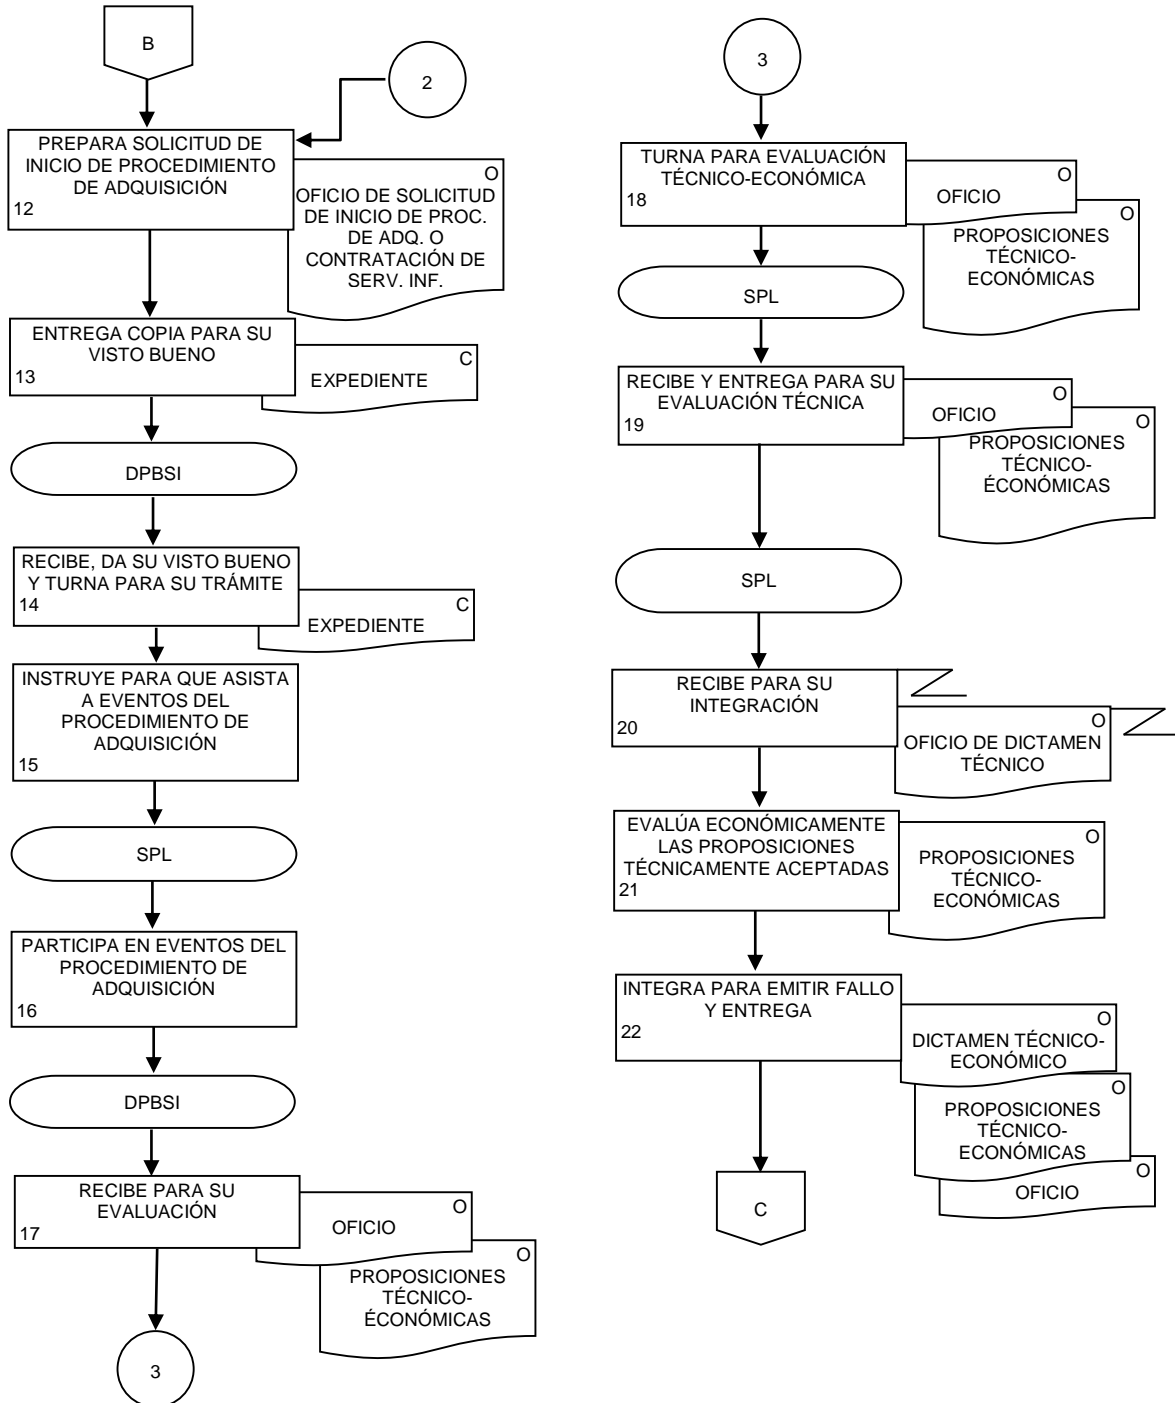 B
2
PREPARA SOLICITUD DE
INICIO DE PROCEDIMIENTO
DE ADQUISICIÓN
12
O
OFICIO DE SOLICITUD
DE INICIO DE PROC.
DE ADQ. O
CONTRATACIÓN DE
SERV. INF.
ENTREGA COPIA PARA SU
VISTO BUENO
13
C
EXPEDIENTE
DPBSI
RECIBE, DA SU VISTO BUENO
Y TURNA PARA SU TRÁMITE
14
C
EXPEDIENTE
INSTRUYE PARA QUE ASISTA
A EVENTOS DEL
PROCEDIMIENTO DE
ADQUISICIÓN
15
SPL
PARTICIPA EN EVENTOS DEL
PROCEDIMIENTO DE
ADQUISICIÓN
16
DPBSI
RECIBE PARA SU
EVALUACIÓN
17
O
OFICIO
O
PROPOSICIONES
TÉCNICO-
ÉCONÓMICAS
3
3
TURNA PARA EVALUACIÓN
TÉCNICO-ECONÓMICA
18
O
OFICIO
O
PROPOSICIONES
TÉCNICO-
ECONÓMICAS
SPL
RECIBE Y ENTREGA PARA SU
EVALUACIÓN TÉCNICA
19
O
OFICIO
O
PROPOSICIONES
TÉCNICO-
ÉCONÓMICAS
SPL
RECIBE PARA SU
INTEGRACIÓN
20
O
OFICIO DE DICTAMEN
TÉCNICO
EVALÚA ECONÓMICAMENTE
LAS PROPOSICIONES
TÉCNICAMENTE ACEPTADAS
21
O
PROPOSICIONES
TÉCNICO-
ECONÓMICAS
INTEGRA PARA EMITIR FALLO
Y ENTREGA
22
O
DICTAMEN TÉCNICO-
ECONÓMICO
O
PROPOSICIONES
TÉCNICO-
ECONÓMICAS
O
OFICIO
C